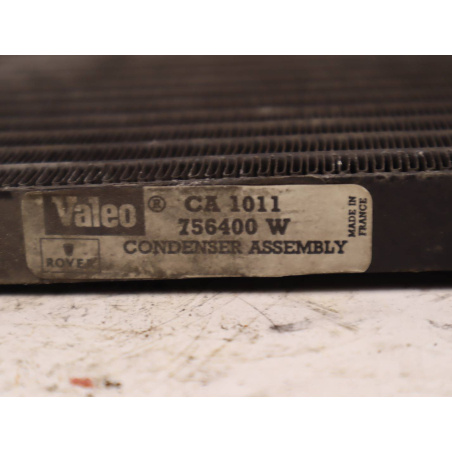 Valeo ® CA 1011
756400 W
CONDENSER ASSEMBLY
ROVER
MADE IN
FRANCE